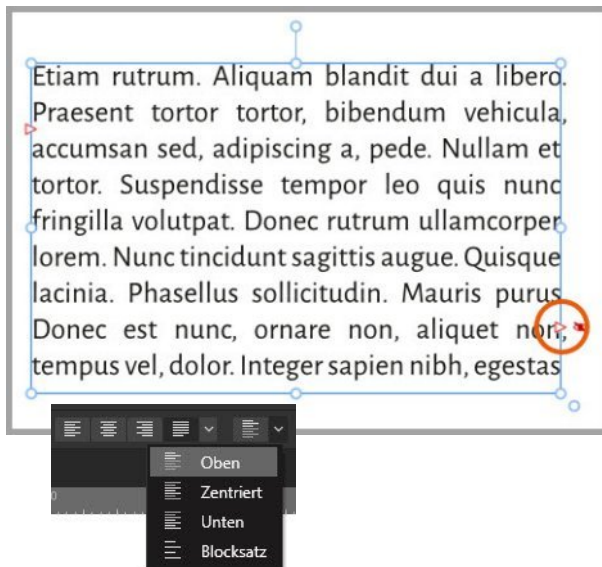 Etiam rutrum. Aliquam blandit dui a libero.
Praesent tortor tortor, bibendum vehicula,
accumsan sed, adipiscing a, pede. Nullam et
tortor. Suspendisse tempor leo quis nunc
fringilla volutpat. Donec rutrum ullamcorper
lorem. Nunc tincidunt sagittis augue. Quisque
lacinia. Phasellus sollicitudin. Mauris purus.
Donec est nunc, ornare non, aliquet non,
tempus vel, dolor. Integer sapien nibh, egestas
Oben
0
Zentriert
Unten
Blocksatz